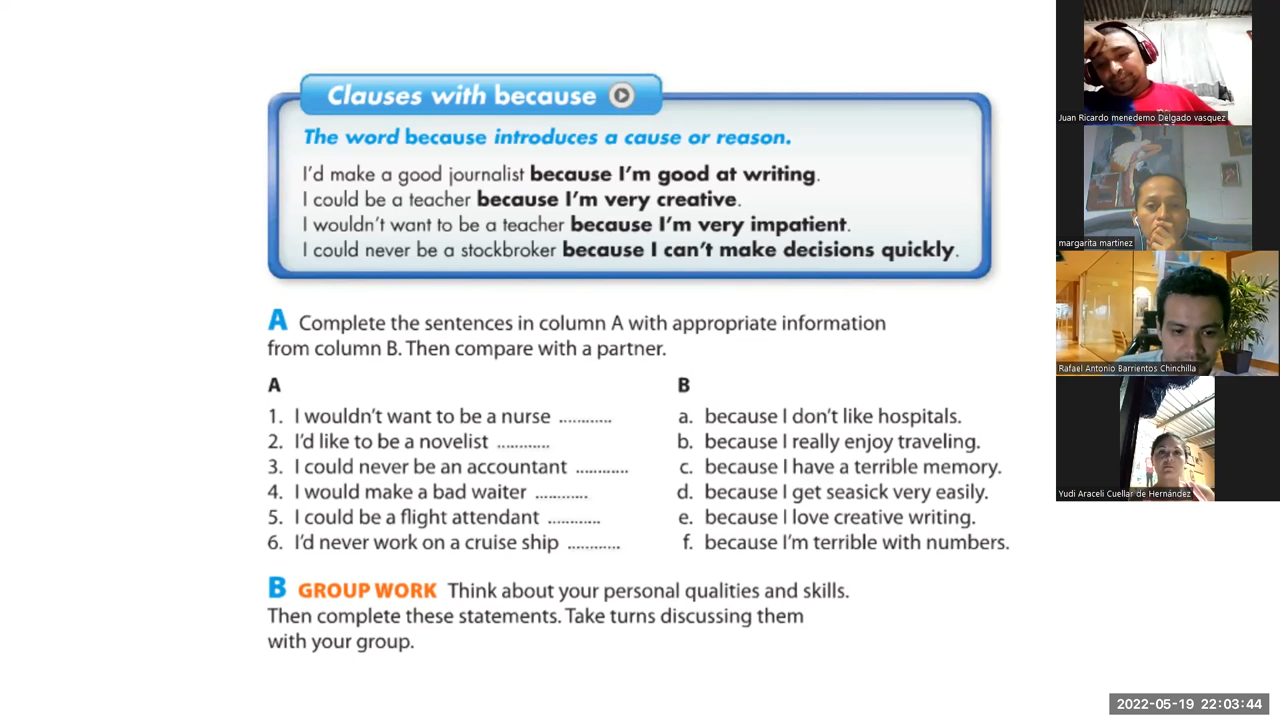 Clauses with because
The word because introduces a cause or reason.
I'd make a good journalist because I'm good at writing.
I could be a teacher because I'm very creative.
I wouldn't want to be a teacher because I'm very impatient.
I could never be a stockbroker because I can't make decisions quickly.
A Complete the sentences in column A with appropriate information
from column B. Then compare with a partner.
A
1. I wouldn't want to be a nurse ............
2. I'd like to be a novelist ............
3. I could never be an accountant ............
4. I would make a bad waiter ............
5. I could be a flight attendant ............
6. I'd never work on a cruise ship ............
B
a. because I don't like hospitals.
b. because I really enjoy traveling.
c. because I have a terrible memory.
d. because I get seasick very easily.
e. because I love creative writing.
f. because I'm terrible with numbers.
B GROUP WORK Think about your personal qualities and skills.
Then complete these statements. Take turns discussing them
with your group.
Juan Ricardo menedemo Delgado vasquez
margarita martinez
Rafael Antonio Barrientos Chinchilla
Yudi Araceli Cuellar de Hernández
2022-05-19 22:03:44